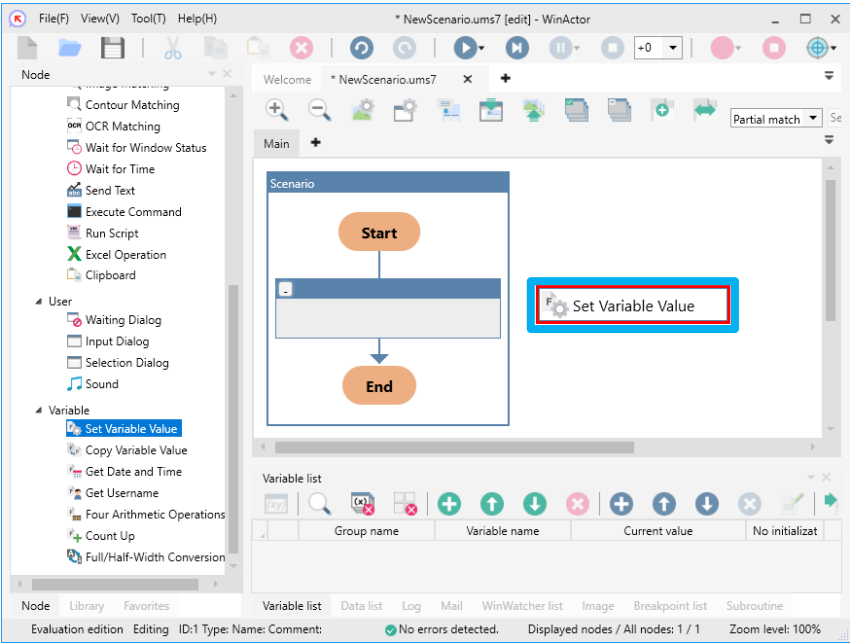 File(F) View(V) Tool(T) Help(H)
* NewScenario.ums7 [edit] - WinActor
+0
Node
Contour Matching
OCR OCR Matching
Wait for Window Status
Wait for Time
Send Text
Execute Command
Run Script
Excel Operation
Clipboard
User
Waiting Dialog
Input Dialog
Selection Dialog
Sound
Variable
Set Variable Value
Copy Variable Value
Get Date and Time
Get Username
Four Arithmetic Operations
Count Up
Full/Half-Width Conversion
Node Library Favorites
Welcome * NewScenario.ums7
Partial match Se
Main
Scenario
Start
End
Set Variable Value
Variable list
Group name Variable name Current value No initializat
Variable list Data list Log Mail WinWatcher list Image Breakpoint list Subroutine
Evaluation edition Editing ID:1 Type: Name: Comment: No errors detected. Displayed nodes / All nodes: 1 / 1 Zoom level: 100%